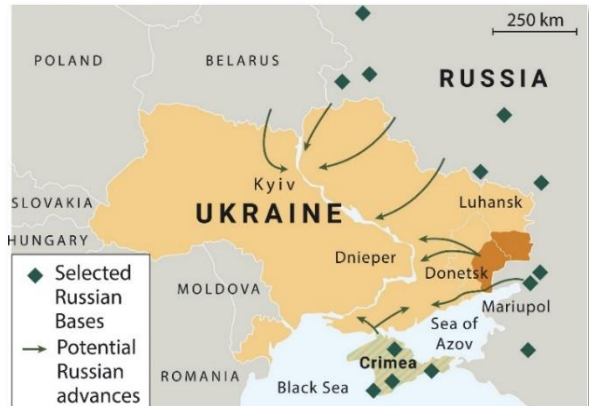 250 km
POLAND
BELARUS
RUSSIA
Kyiv
SLOVAKIA
UKRAINE
Luhansk
HUNGARY
Dnieper
Donetsk
Selected
Russian
Bases
MOLDOVA
Mariupol
Sea of
Azov
Potential
Russian
advances
Crimea
ROMANIA
Black Sea